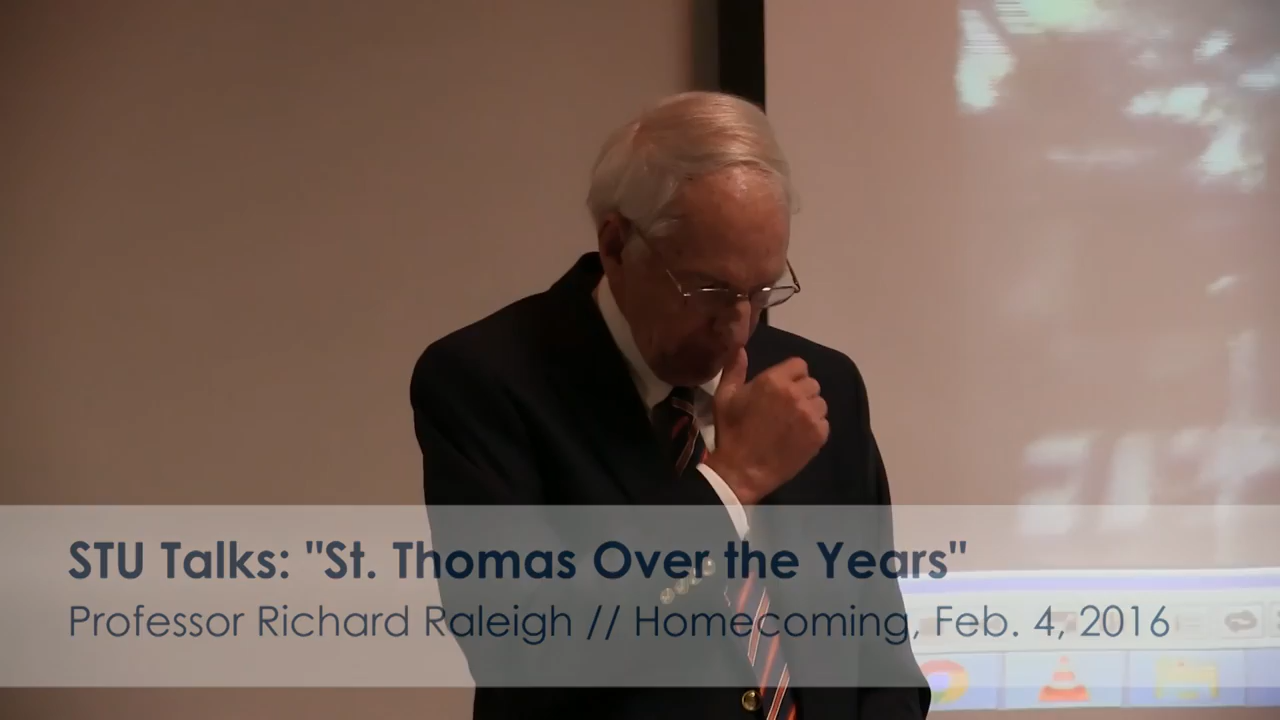 STU Talks: "St. Thomas Over the Years"
Professor Richard Raleigh // Homecoming, Feb. 4, 2016